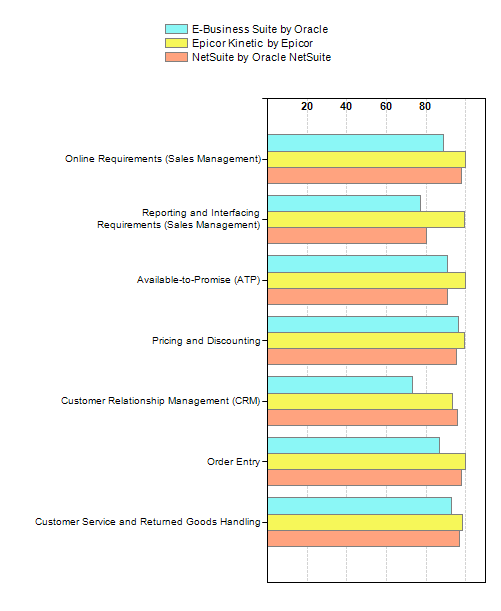 E-Business Suite by Oracle
Epicor Kinetic by Epicor
NetSuite by Oracle NetSuite
20 40 60 80
Online Requirements (Sales Management)
Reporting and Interfacing
Requirements (Sales Management)
Available-to-Promise (ATP)
Pricing and Discounting
Customer Relationship Management (CRM)
Order Entry
Customer Service and Returned Goods Handling